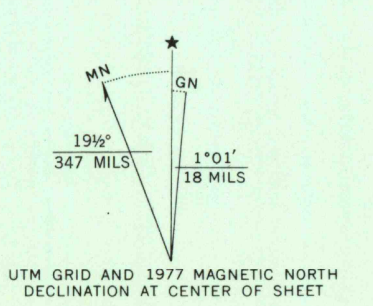 MN
GN
19½°
347 MILS
1°01′
18 MILS
UTM GRID AND 1977 MAGNETIC NORTH
DECLINATION AT CENTER OF SHEET